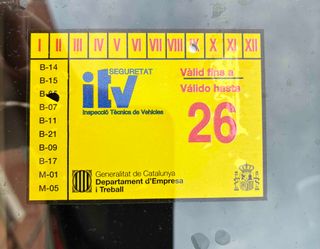 I II III IV V VI VII VIII IX X XI XII
B-14
B-15
B-07
B-11
B-21
B-09
B-17
M-01
M-05
SEGURETAT
itv
Inspecció Tècnica de Vehicles
Vàlid fins a
Válido hasta
26
Generalitat de Catalunya
Departament d'Empresa
i Treball